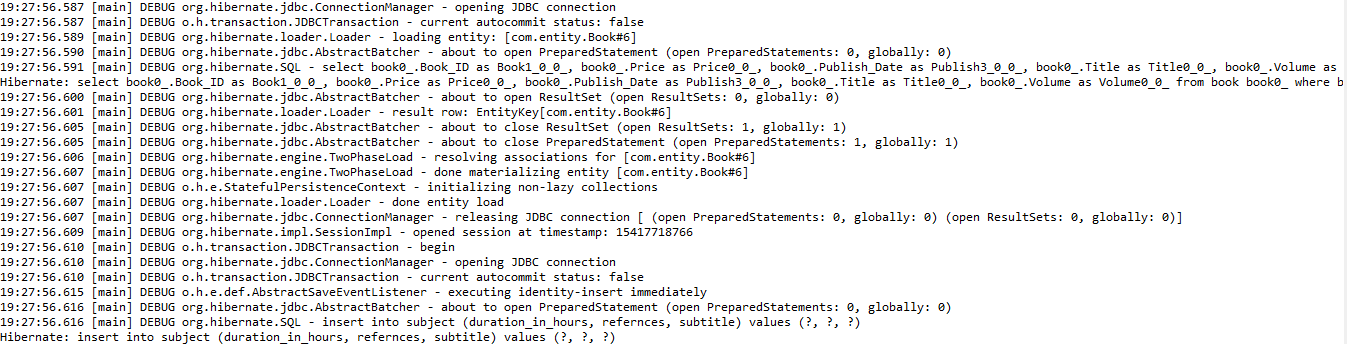 19:27:56.587 [main] DEBUG org.hibernate.jdbc.ConnectionManager - opening JDBC connection
19:27:56.587 [main] DEBUG o.h.transaction.JDBCTransaction - current autocommit status: false
19:27:56.589 [main] DEBUG org.hibernate.loader.Loader - loading entity: [com.entity.Book#6]
19:27:56.590 [main] DEBUG org.hibernate.jdbc.AbstractBatcher - about to open PreparedStatement (open PreparedStatements: 0, globally: 0)
19:27:56.591 [main] DEBUG org.hibernate.SQL - select book0_.Book_ID as Book1_0_0_, book0_.Price as Price0_0_, book0_.Publish_Date as Publish3_0_0_, book0_.Title as Title0_0_, book0_.Volume as
Hibernate: select book0_.Book_ID as Book1_0_0_, book0_.Price as Price0_0_, book0_.Publish_Date as Publish3_0_0_, book0_.Title as Title0_0_, book0_.Volume as Volume0_0_ from book book0_ where b
19:27:56.600 [main] DEBUG org.hibernate.jdbc.AbstractBatcher - about to open ResultSet (open ResultSets: 0, globally: 0)
19:27:56.601 [main] DEBUG org.hibernate.loader.Loader - result row: EntityKey[com.entity.Book#6]
19:27:56.605 [main] DEBUG org.hibernate.jdbc.AbstractBatcher - about to close ResultSet (open ResultSets: 1, globally: 1)
19:27:56.605 [main] DEBUG org.hibernate.jdbc.AbstractBatcher - about to close PreparedStatement (open PreparedStatements: 1, globally: 1)
19:27:56.606 [main] DEBUG org.hibernate.engine.TwoPhaseLoad - resolving associations for [com.entity.Book#6]
19:27:56.607 [main] DEBUG org.hibernate.engine.TwoPhaseLoad - done materializing entity [com.entity.Book#6]
19:27:56.607 [main] DEBUG o.h.e.StatefulPersistenceContext - initializing non-lazy collections
19:27:56.607 [main] DEBUG org.hibernate.loader.Loader - done entity load
19:27:56.607 [main] DEBUG org.hibernate.jdbc.ConnectionManager - releasing JDBC connection [ (open PreparedStatements: 0, globally: 0) (open ResultSets: 0, globally: 0)]
19:27:56.609 [main] DEBUG org.hibernate.impl.SessionImpl - opened session at timestamp: 15417718766
19:27:56.610 [main] DEBUG o.h.transaction.JDBCTransaction - begin
19:27:56.610 [main] DEBUG org.hibernate.jdbc.ConnectionManager - opening JDBC connection
19:27:56.610 [main] DEBUG o.h.transaction.JDBCTransaction - current autocommit status: false
19:27:56.615 [main] DEBUG o.h.e.def.AbstractSaveEventListener - executing identity-insert immediately
19:27:56.616 [main] DEBUG org.hibernate.jdbc.AbstractBatcher - about to open PreparedStatement (open PreparedStatements: 0, globally: 0)
19:27:56.616 [main] DEBUG org.hibernate.SQL - insert into subject (duration_in_hours, refernces, subtitle) values (?, ?, ?)
Hibernate: insert into subject (duration_in_hours, refernces, subtitle) values (?, ?, ?)